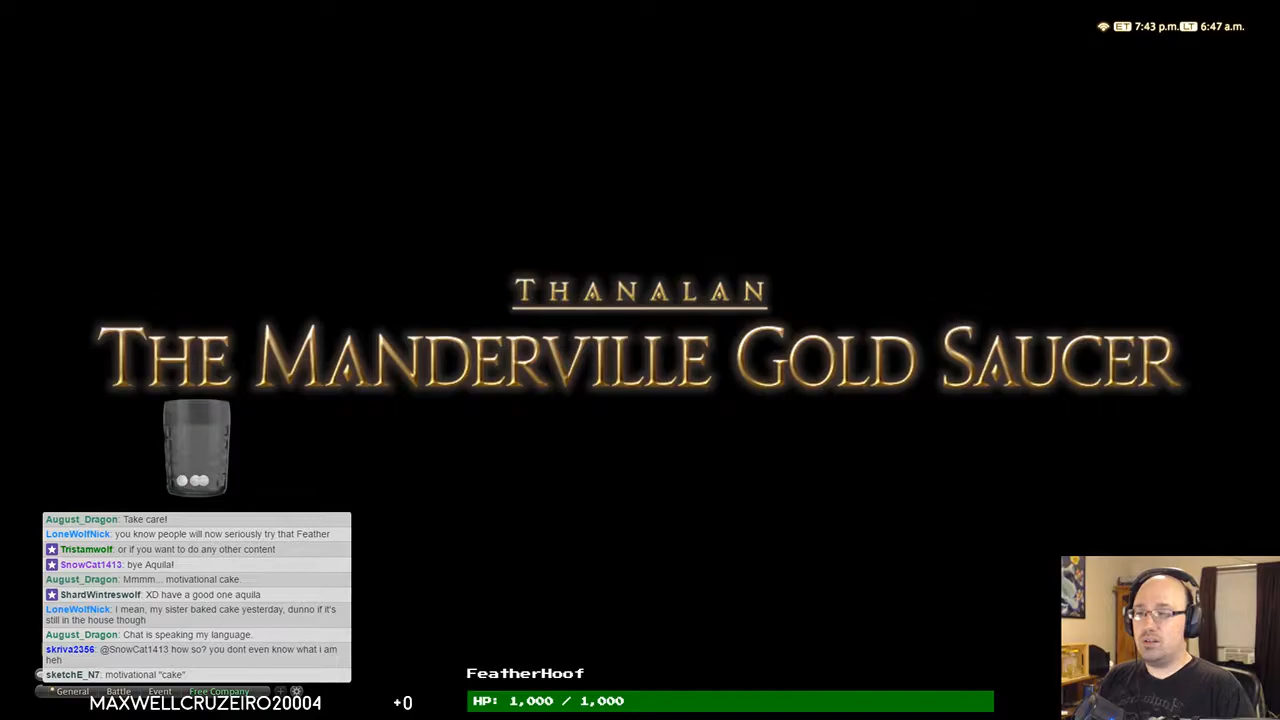 ET 7:43 p.m. LT 6:47 a.m.
THANALAN
THE MANDERVILLE GOLD SAUCER
August_Dragon: Take care!
LoneWolfNick: you know people will now seriously try that Feather
Tristamwolf: or if you want to do any other content
SnowCat1413: bye Aquila!
August_Dragon: Mmmm... motivational cake.
ShardWintreswolf: XD have a good one aquila
LoneWolfNick: I mean, my sister baked cake yesterday, dunno if it's
still in the house though
August_Dragon: Chat is speaking my language.
skriva2356: @SnowCat1413 how so? you dont even know what i am
heh
sketchE_N7: motivational "cake"
General Battle Event Free Company
MAXWELLCRUZEIRO20004 +0
FeatherHoof
HP: 1,000 / 1,000